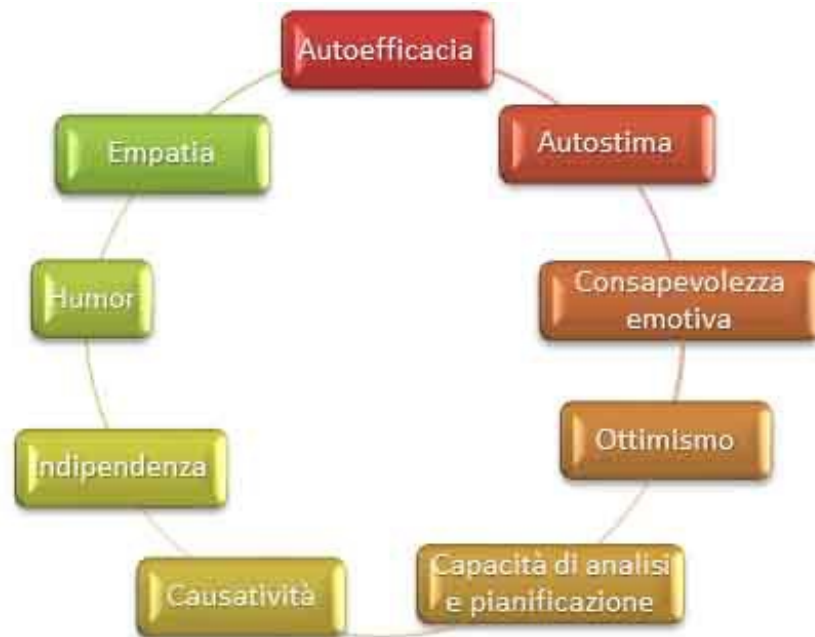 Autoefficacia
Autostima
Consapevolezza
emotiva
Ottimismo
Capacità di analisi
e pianificazione
Causatività
Indipendenza
Humor
Empatia